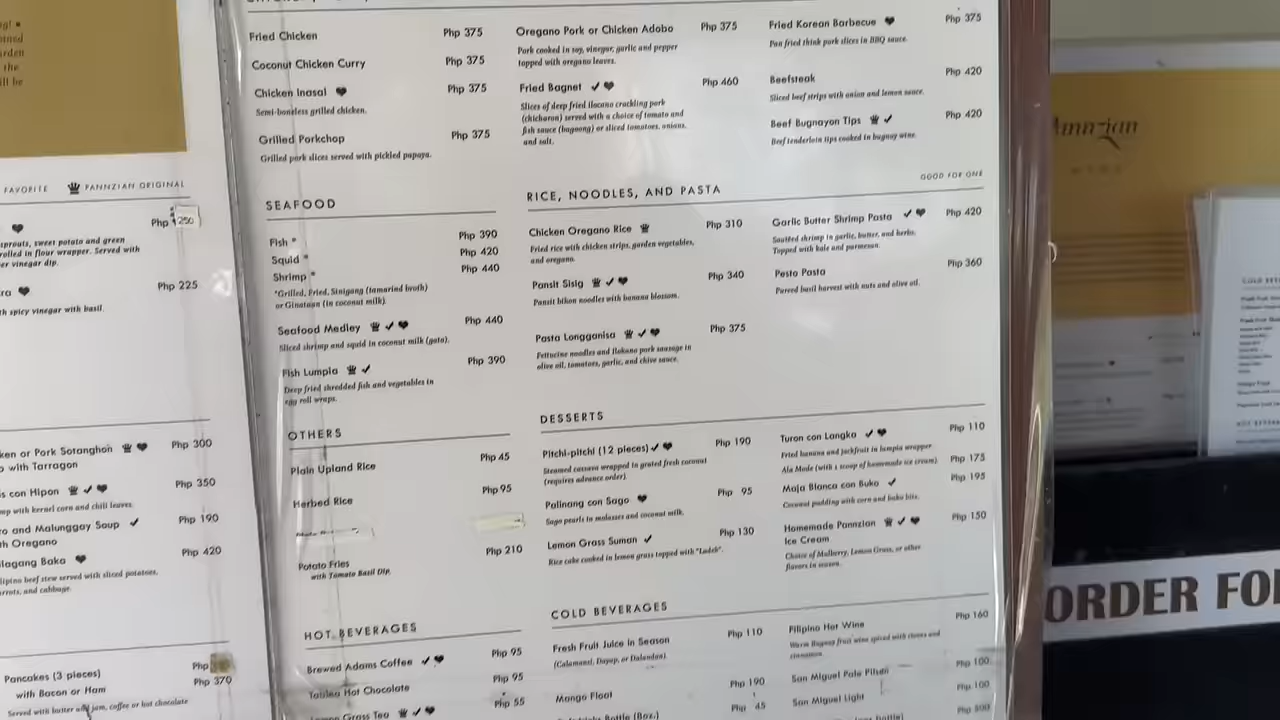 FAVORITE PANNZIAN ORIGINAL
Php 250
sprouts, sweet potato and green
rolled in flour wrapper. Served with
er vinegar dip.
Php 225
th spicy vinegar with basil.
ken or Pork Sotanghon Php 300
p with Tarragon
is con Hipon Php 350
mp with kernel corn and chili leaves.
ro and Malunggay Soup Php 190
th Oregano
ilagang Baka Php 420
ilipino beef stew served with sliced potatoes,
arrots, and cabbage.
Pancakes (3 pieces) Php
with Bacon or Ham Php 370
Served with butter and jam, coffee or hot chocolate
Fried Chicken Php 375
Coconut Chicken Curry Php 375
Chicken Inasal Php 375
Semi-boneless grilled chicken.
Grilled Porkchop Php 375
Grilled pork slices served with pickled papaya.
Oregano Pork or Chicken Adobo Php 375
Pork cooked in soy, vinegar, garlic and pepper
topped with oregano leaves.
Fried Bagnet Php 460
Slices of deep fried Ilocano crackling pork
(chicharon) served with a choice of tomato and
fish sauce (bagoong) or sliced tomatoes, onions,
and salt.
Fried Korean Barbecue Php 375
Pan fried think pork slices in BBQ sauce.
Beefsteak Php 420
Sliced beef strips with onion and lemon sauce.
Beef Bugnayon Tips Php 420
Beef tenderloin tips cooked in bugnay wine.
SEAFOOD
Fish * Php 390
Squid * Php 420
Shrimp * Php 440
*Grilled, Fried, Sinigang (tamarind broth)
or Ginataan (in coconut milk).
Seafood Medley Php 440
Sliced shrimp and squid in coconut milk (gata).
Fish Lumpia Php 390
Deep fried shredded fish and vegetables in
egg roll wraps.
RICE, NOODLES, AND PASTA
GOOD FOR ONE
Chicken Oregano Rice Php 310
Fried rice with chicken strips, garden vegetables,
and oregano.
Pansit Sisig Php 340
Pansit bihon noodles with banana blossom.
Pasta Longganisa Php 375
Fettucine noodles and Ilokano pork sausage in
olive oil, tomatoes, garlic, and chive sauce.
Garlic Butter Shrimp Pasta Php 420
Sautéed shrimp in garlic, butter, and herbs.
Topped with kale and parmesan.
Pesto Pasta Php 360
Pureed basil harvest with nuts and olive oil.
OTHERS
Plain Upland Rice Php 45
Herbed Rice Php 95
Potato Fries Php 210
with Tomato Basil Dip
DESSERTS
Pitchi-pitchi (12 pieces) Php 190
Steamed cassava wrapped in grated fresh coconut
(requires advance order).
Palinang con Sago Php 95
Sago pearls in molasses and coconut milk.
Lemon Grass Suman Php 130
Rice cake cooked in lemon grass topped with "Ladek".
Turon con Langka Php 110
Fried banana and jackfruit in lumpia wrapper
Ala Mode (with 1 scoop of homemade ice cream) Php 175
Maja Blanca con Buko Php 195
Coconut pudding with corn and buko bits.
Homemade Pannzian Php 150
Ice Cream
Choice of Mulberry, Lemon Grass, or other
flavors in season.
HOT BEVERAGES
Brewed Adams Coffee Php 95
Tablea Hot Chocolate Php 95
Lemon Grass Tea Php 55
COLD BEVERAGES
Fresh Fruit Juice in Season Php 110
(Calamansi, Dayap, or Dalandan)
Mango Float Php 190
Php 45
Filipino Hot Wine Php 160
Warm Bugnay fruit wine spiced with cloves and
cinnamon.
San Miguel Pale Pilsen Php 100
San Miguel Light Php 100
ORDER FO